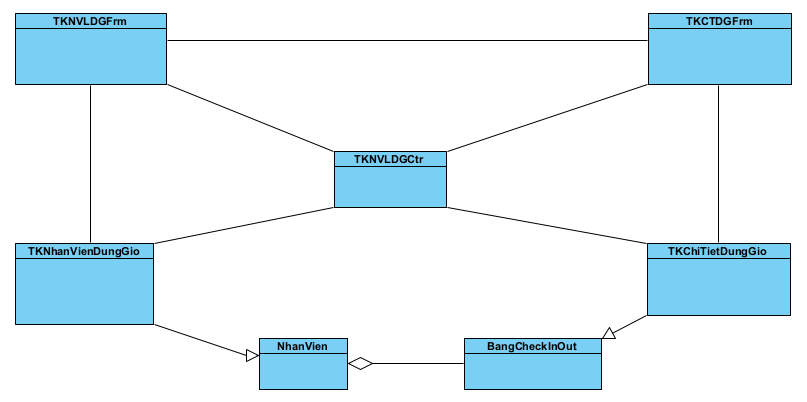 TKNVLDGFrm
TKCTDGFrm
TKNVLDGCtr
TKNhanVienDungGio
TKChiTietDungGio
NhanVien
BangCheckInOut